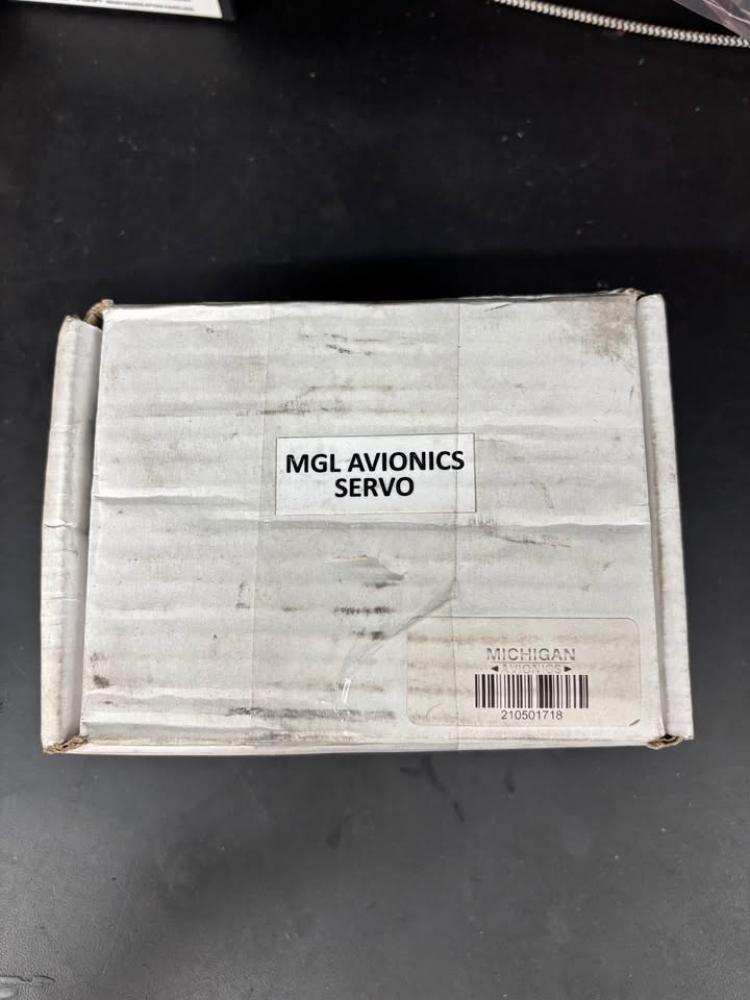 MGL AVIONICS
SERVO
MICHIGAN
◄ AVIONICS ►
210501718